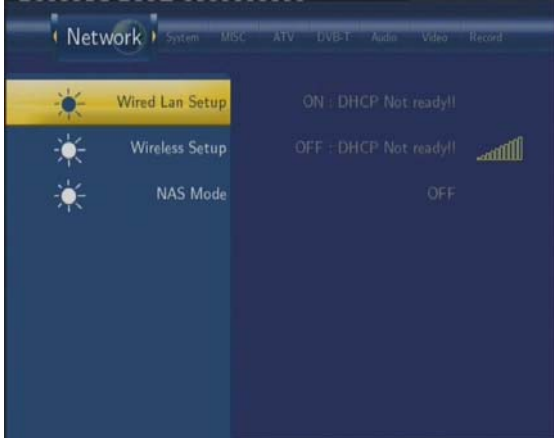 Network System MISC ATV DVB-T Audio Video Record
Wired Lan Setup ON : DHCP Not ready!!
Wireless Setup OFF : DHCP Not ready!!
NAS Mode OFF